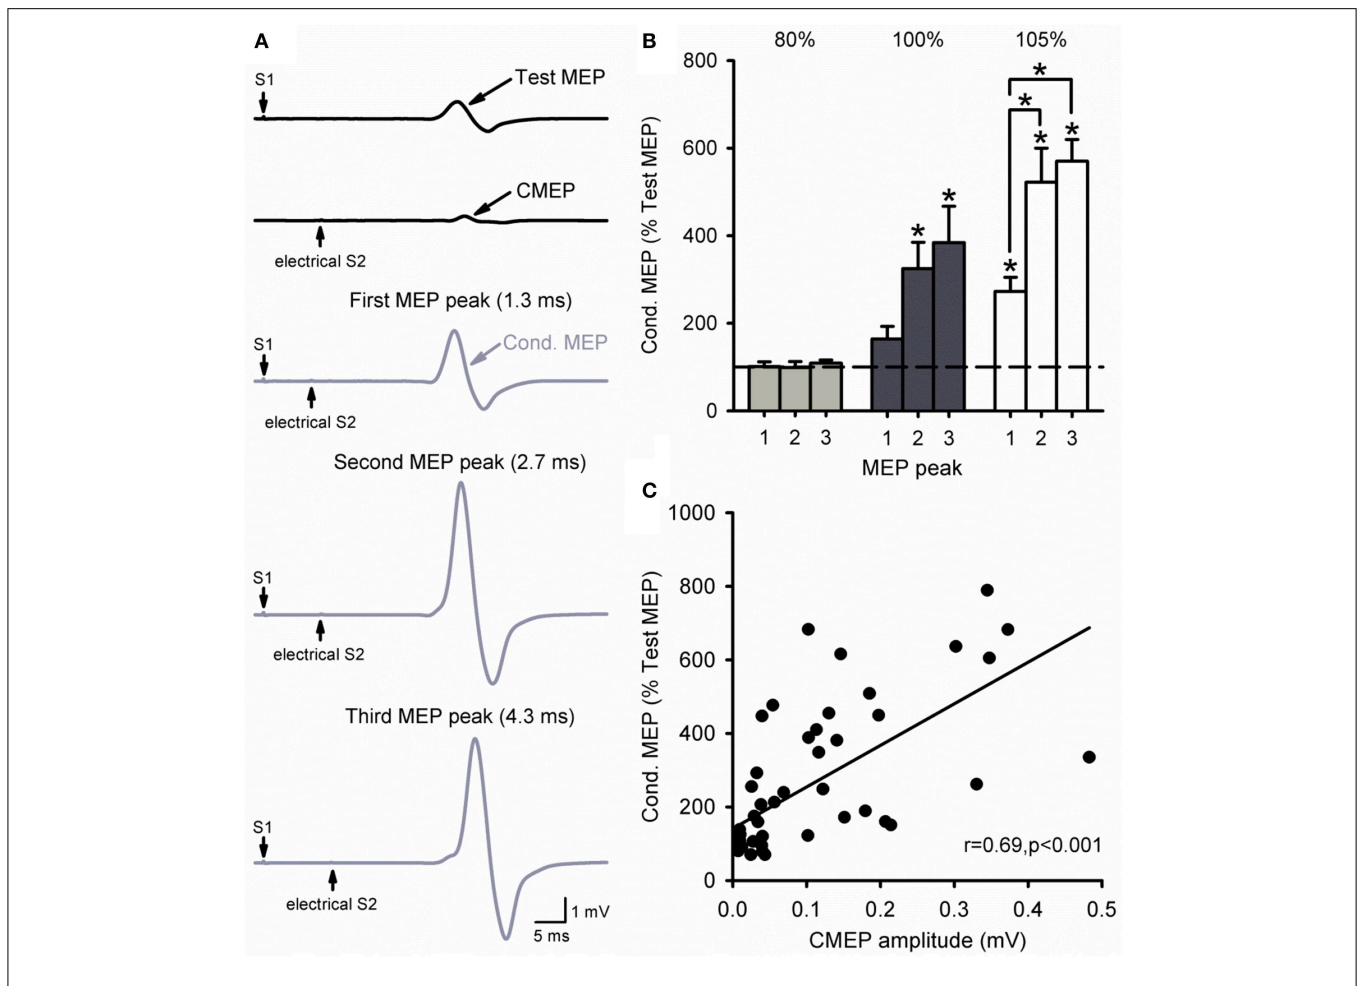 A
S1
Test MEP
CMEP
electrical S2
First MEP peak (1.3 ms)
S1
Cond. MEP
electrical S2
Second MEP peak (2.7 ms)
S1
electrical S2
Third MEP peak (4.3 ms)
S1
electrical S2
1 mV
5 ms
B
80% 100% 105%
Cond. MEP (% Test MEP)
800
600
400
200
0
* * * * * * *
1 2 3 1 2 3 1 2 3
MEP peak
C
Cond. MEP (% Test MEP)
1000
800
600
400
200
0
r=0.69,p<0.001
0.0 0.1 0.2 0.3 0.4 0.5
CMEP amplitude (mV)